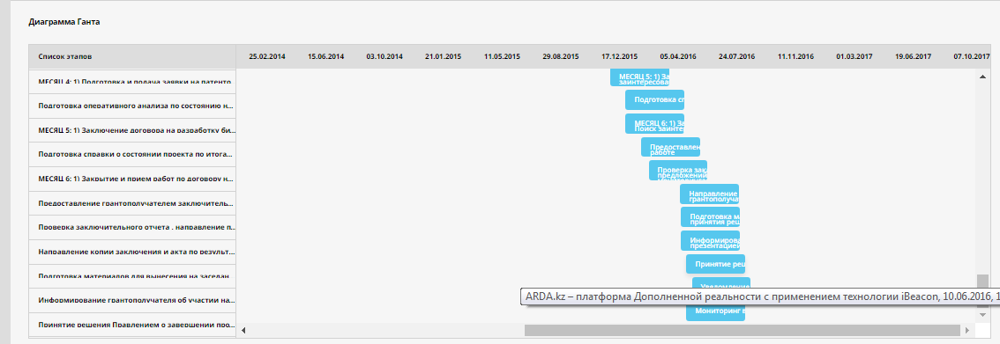 Диаграмма Ганта
Список этапов
25.02.2014 15.06.2014 03.10.2014 21.01.2015 11.05.2015 29.08.2015 17.12.2015 05.04.2016 24.07.2016 11.11.2016 01.03.2017 19.06.2017 07.10.2017
МЕСЯЦ 4: 1) Подготовка и подача заявки на патенто
Подготовка оперативного анализа по состоянию н...
МЕСЯЦ 5: 1) Заключение договора на разработку би...
Подготовка справки о состоянии проекта по итога...
МЕСЯЦ 6: 1) Закрытие и прием работ по договору н...
Предоставление грантополучателем заключитель...
Проверка заключительного отчета , направление п...
Направление копии заключения и акта по результ...
Подготовка материалов для вынесения на заседан
Информирование грантополучателя об участии на...
Принятие решения Правлением о завершении про...
МЕСЯЦ 5: 1) За
заинтересова
Подготовка сп
МЕСЯЦ 6: 1) За
Поиск заинте
Предоставлен
работе
Проверка зак
предложений
Направление
грантополуча
Подготовка м
принятия реш
Информирова
презентацией
Принятие реш
Уведомление
ARDA.kz – платформа Дополненной реальности с применением технологии iBeacon, 10.06.2016, 1
Мониторинг в